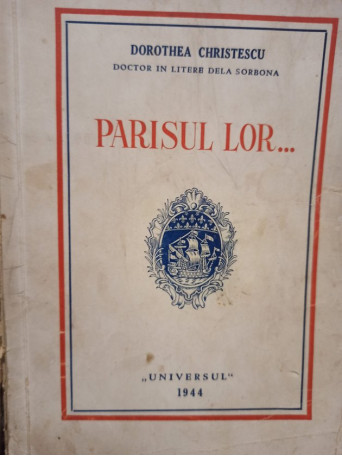 DOROTHEA CHRISTESCU
DOCTOR IN LITERE DELA SORBONA
PARISUL LOR...
„UNIVERSUL“
1944